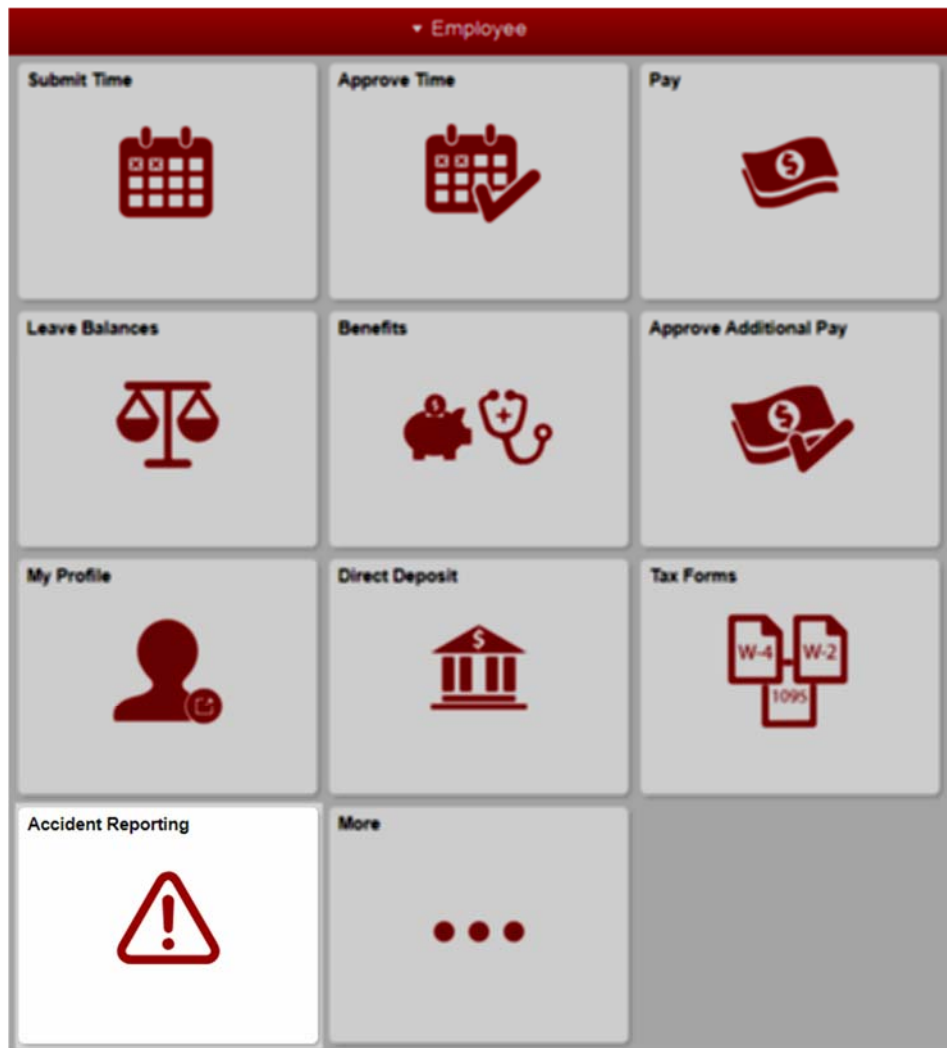 Employee
Submit Time
Approve Time
Pay
$
Leave Balances
Benefits
Approve Additional Pay
$
$
My Profile
Direct Deposit
Tax Forms
$
W-4
W-2
1095
Accident Reporting
More